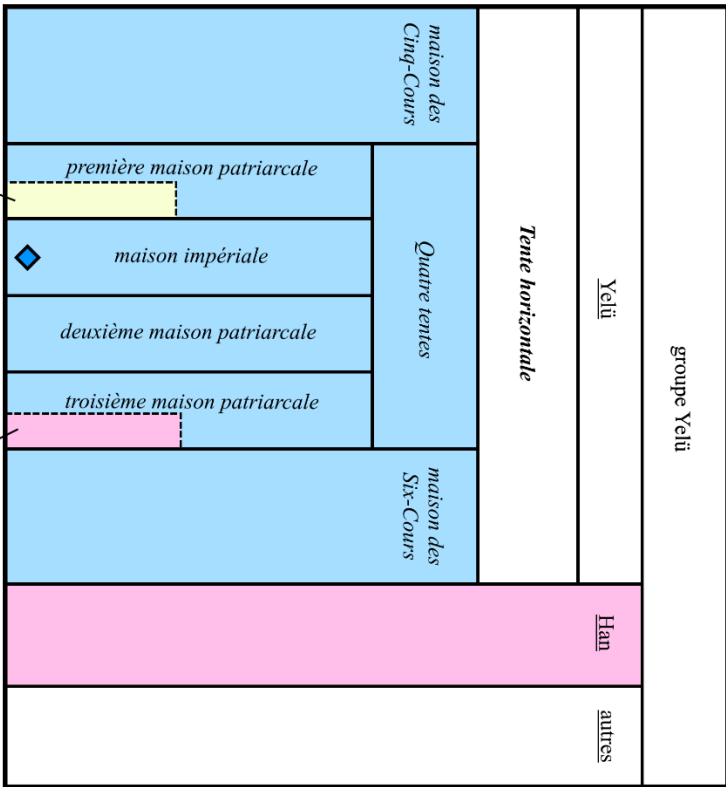 groupe Yelü
Yelü
Han
autres
Tente horizontale
maison des
Cinq-Cours
Quatre tentes
maison des
Six-Cours
première maison patriarcale
maison impériale
deuxième maison patriarcale
troisième maison patriarcale